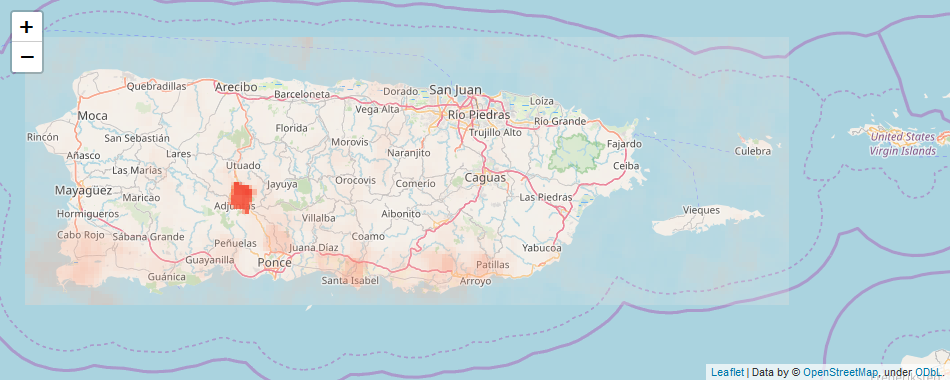 +
−
Quebradillas
Arecibo
Barceloneta
Dorado
San Juan
Loíza
Vega Alta
Río Piedras
Río Grande
Moca
Rincón
San Sebastián
Florida
Morovis
Trujillo Alto
Fajardo
United States
Virgin Islands
Añasco
Lares
Naranjito
Culebra
Las Marías
Utuado
Ceiba
Mayagüez
Maricao
Jayuya
Orocovis
Comerío
Caguas
Las Piedras
Hormigueros
Villalba
Aibonito
Vieques
Cabo Rojo
Sábana Grande
Peñuelas
Juana Díaz
Coamo
Yabucoa
Guayanilla
Ponce
Patillas
Guánica
Santa Isabel
Arroyo
Leaflet | Data by © OpenStreetMap, under ODbL.